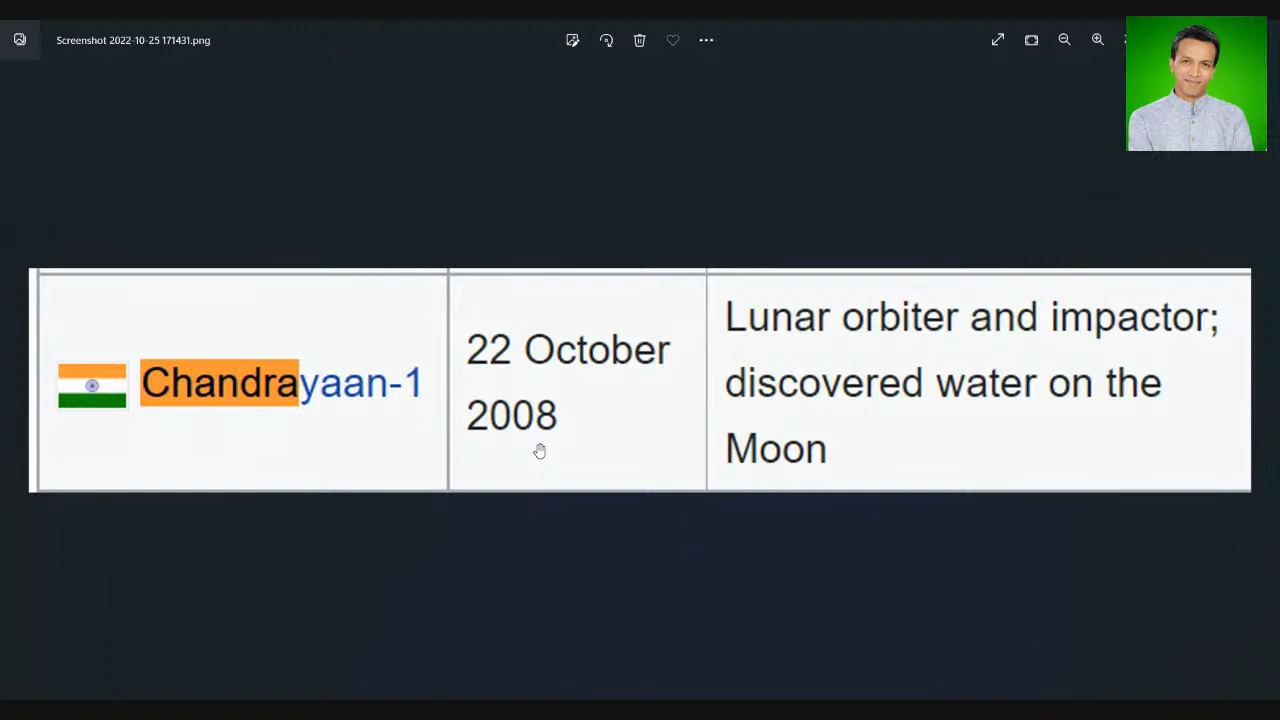 Screenshot 2022-10-25 171431.png
Chandrayaan-1
22 October
2008
Lunar orbiter and impactor;
discovered water on the
Moon